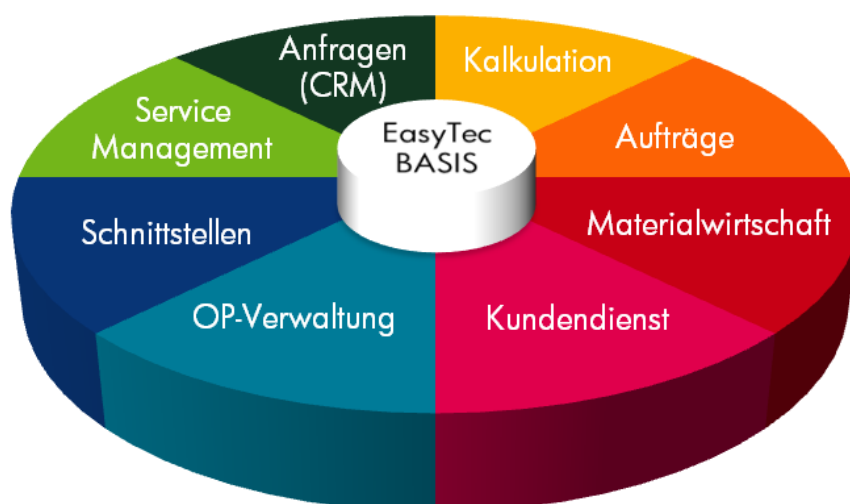 Anfragen
(CRM)
Kalkulation
Service
Management
EasyTec
BASIS
Aufträge
Schnittstellen
Materialwirtschaft
OP-Verwaltung
Kundendienst